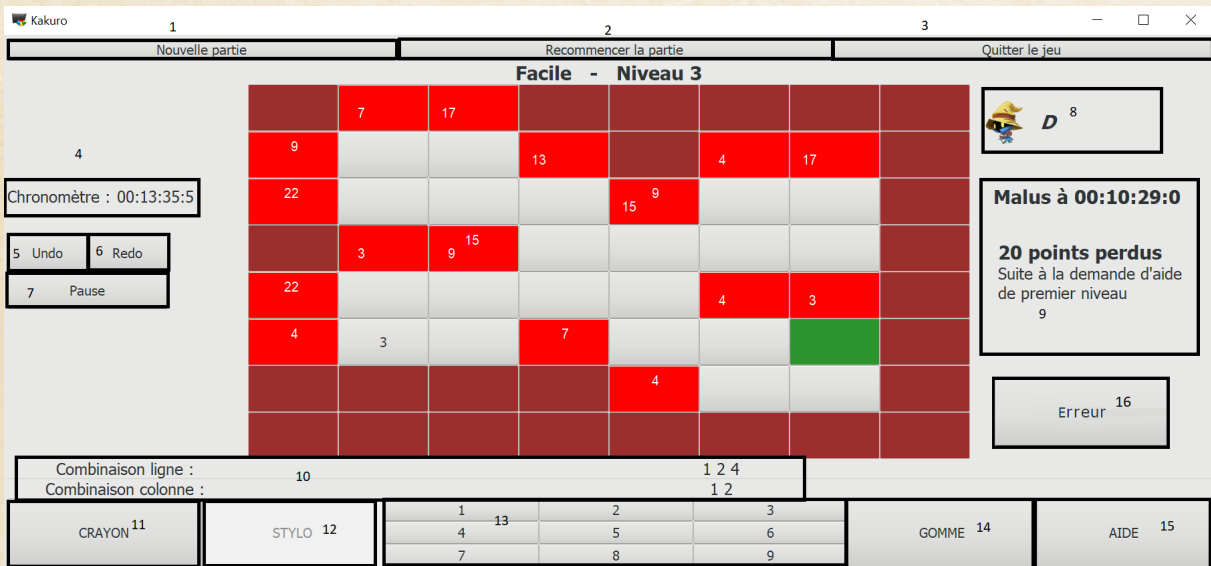 Kakuro
1 2 3
Nouvelle partie Recommencer la partie Quitter le jeu
Facile - Niveau 3
7 17
D 8
9 13 4 17
4
Chronomètre : 00:13:35:5
22 15 9
Malus à 00:10:29:0
5 Undo 6 Redo
3 9 15
20 points perdus
Suite à la demande d'aide
de premier niveau
9
7 Pause
22 4 3
4 3 7
4
Erreur 16
Combinaison ligne : 1 2 4
10
Combinaison colonne : 1 2
CRAYON 11
STYLO 12
1 2 3
13
4 5 6
7 8 9
GOMME 14
AIDE 15